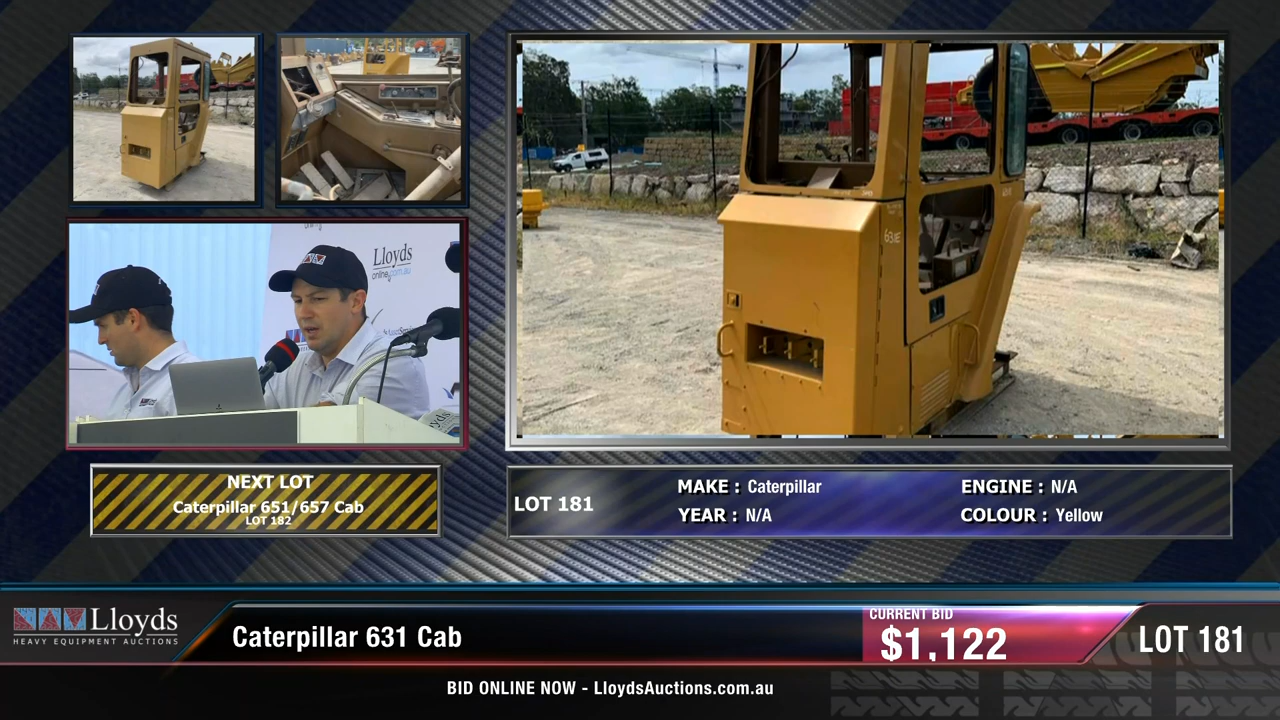 Lloyds
online.com.au
631E
NEXT LOT
Caterpillar 651/657 Cab
LOT 182
LOT 181
MAKE : Caterpillar
YEAR : N/A
ENGINE : N/A
COLOUR : Yellow
Lloyds
HEAVY EQUIPMENT AUCTIONS
Caterpillar 631 Cab
CURRENT BID
$1,122
LOT 181
BID ONLINE NOW - LloydsAuctions.com.au